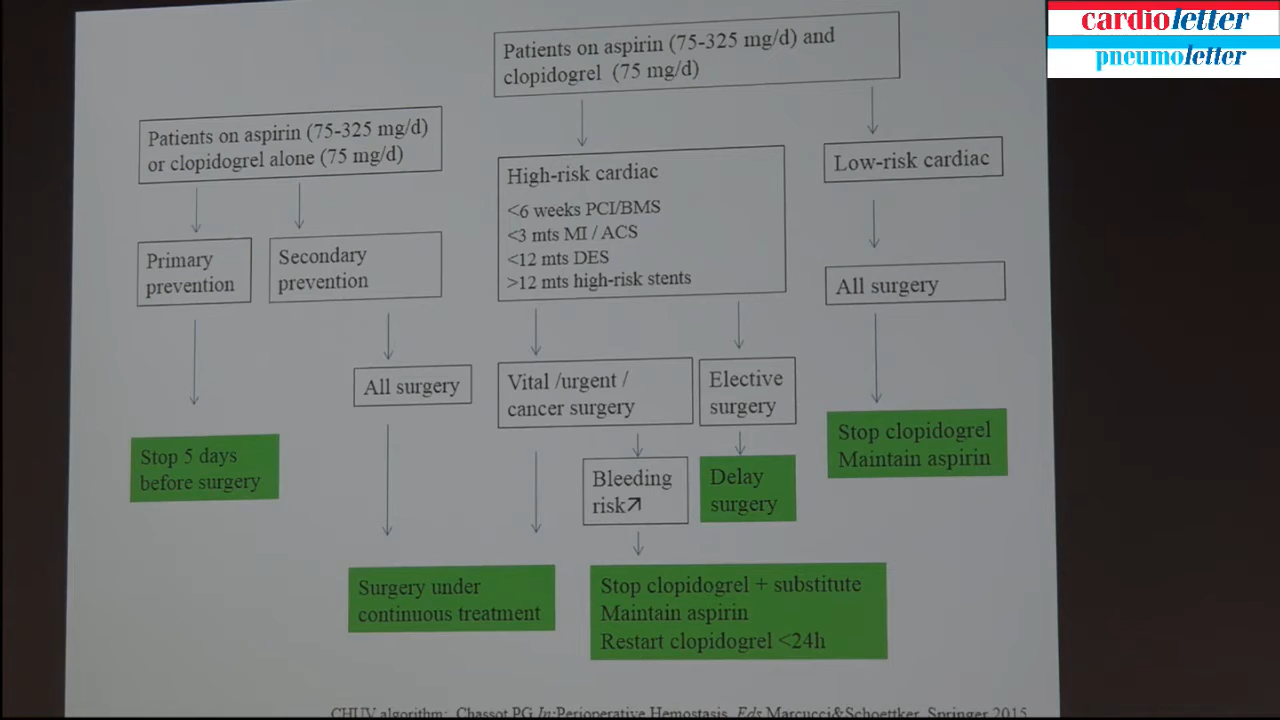 cardioletter
pneumoletter
Patients on aspirin (75-325 mg/d) and
clopidogrel (75 mg/d)
Patients on aspirin (75-325 mg/d)
or clopidogrel alone (75 mg/d)
High-risk cardiac
<6 weeks PCI/BMS
<3 mts MI / ACS
<12 mts DES
>12 mts high-risk stents
Low-risk cardiac
Primary
prevention
Secondary
prevention
All surgery
All surgery
Vital /urgent /
cancer surgery
Elective
surgery
Stop clopidogrel
Maintain aspirin
Stop 5 days
before surgery
Bleeding
risk↗
Delay
surgery
Surgery under
continuous treatment
Stop clopidogrel + substitute
Maintain aspirin
Restart clopidogrel <24h
CHUV algorithm: Chassot PG In:Perioperative Hemostasis, Eds Marcucci&Schoettker, Springer 2015